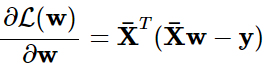 ∂𝓛(𝐰)/∂𝐰 = 𝐗̄ᵀ(𝐗̄𝐰 − 𝐲)